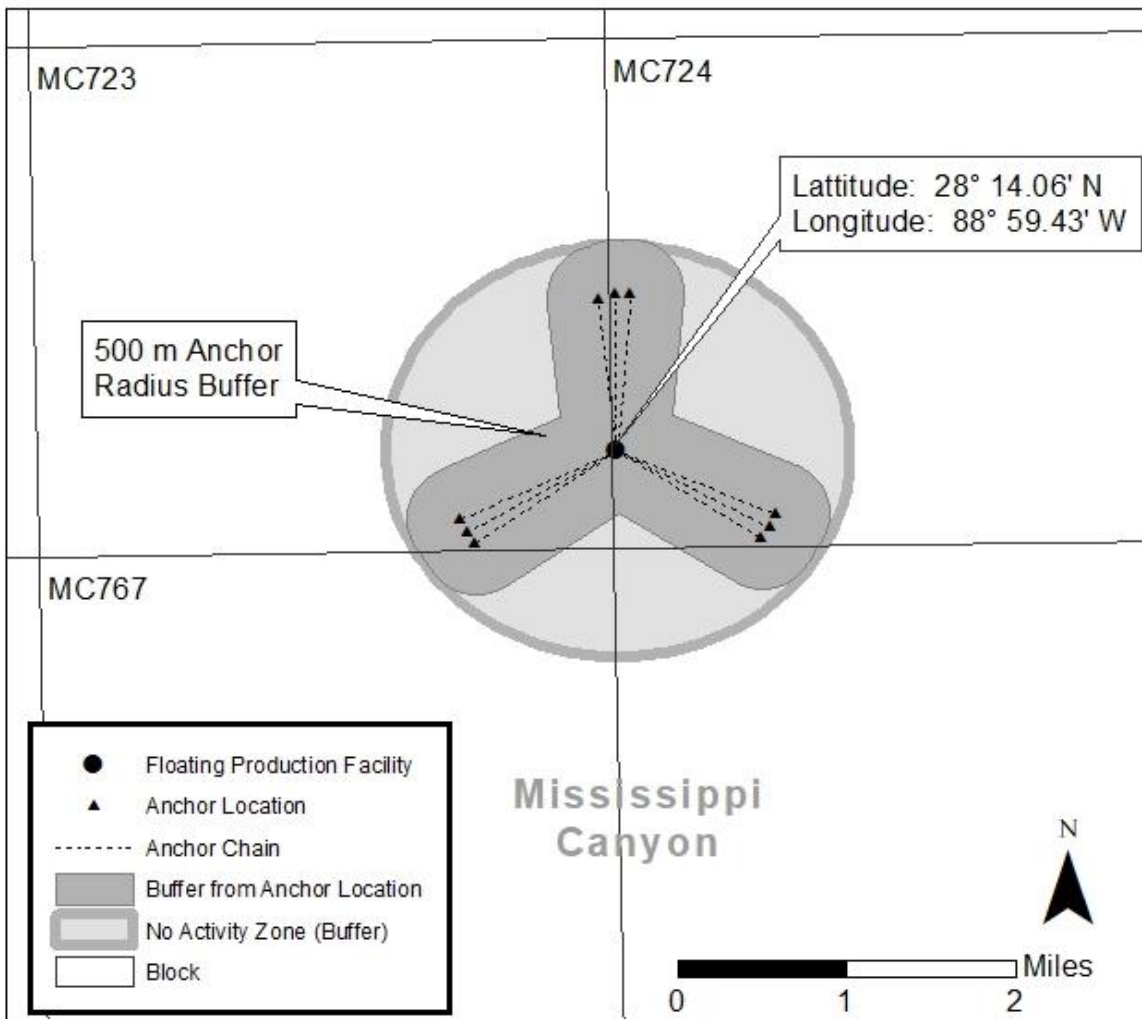 MC723
MC724
Lattitude:  28° 14.06' N
Longitude:  88° 59.43' W
500 m Anchor
Radius Buffer
MC767
Floating Production Facility
Anchor Location
Anchor Chain
Buffer from Anchor Location
No Activity Zone (Buffer)
Block
Mississippi
Canyon
N
Miles
0 1 2